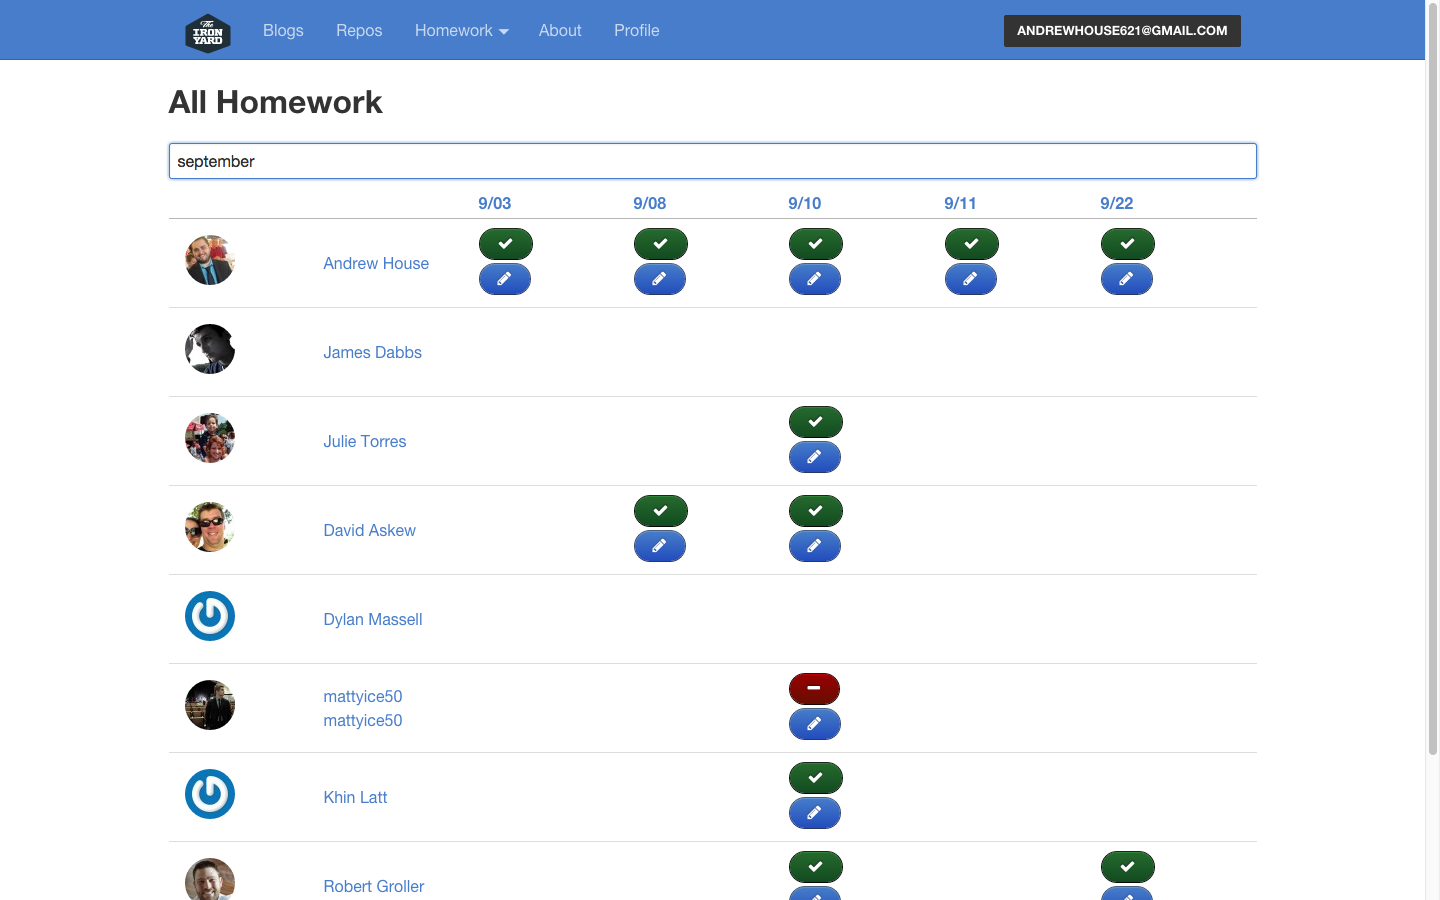 The
IRON
YARD
Blogs
Repos
Homework
About
Profile
ANDREWHOUSE621@GMAIL.COM
All Homework
september
9/03
9/08
9/10
9/11
9/22
Andrew House
James Dabbs
Julie Torres
David Askew
Dylan Massell
mattyice50
mattyice50
Khin Latt
Robert Groller